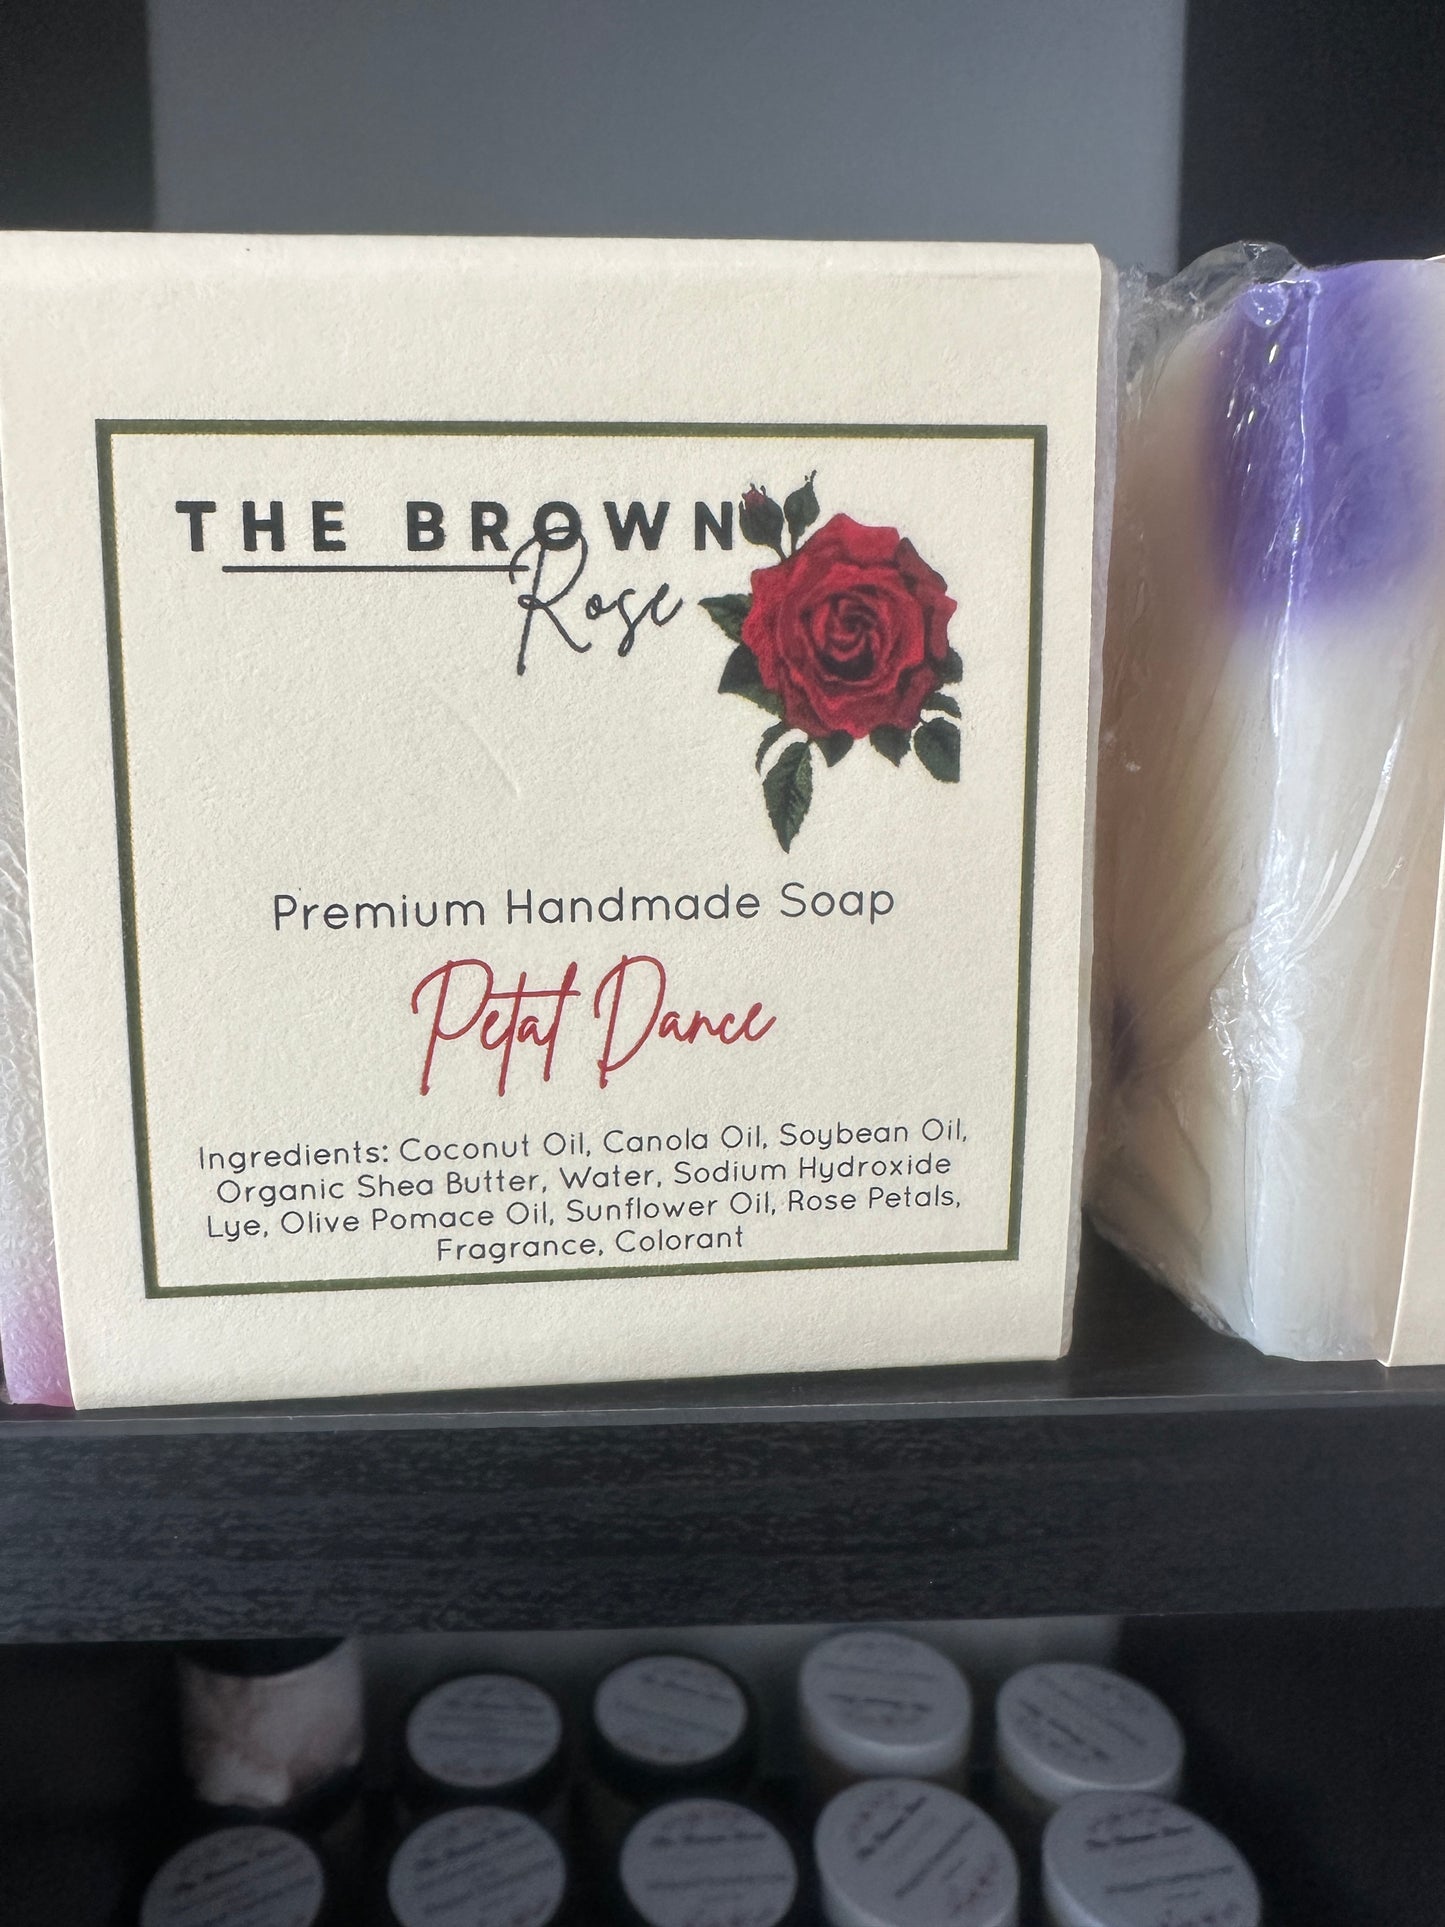 THE BROWN
Rose
Premium Handmade Soap
Petal Dance
Ingredients: Coconut Oil, Canola Oil, Soybean Oil,
Organic Shea Butter, Water, Sodium Hydroxide
Lye, Olive Pomace Oil, Sunflower Oil, Rose Petals,
Fragrance, Colorant